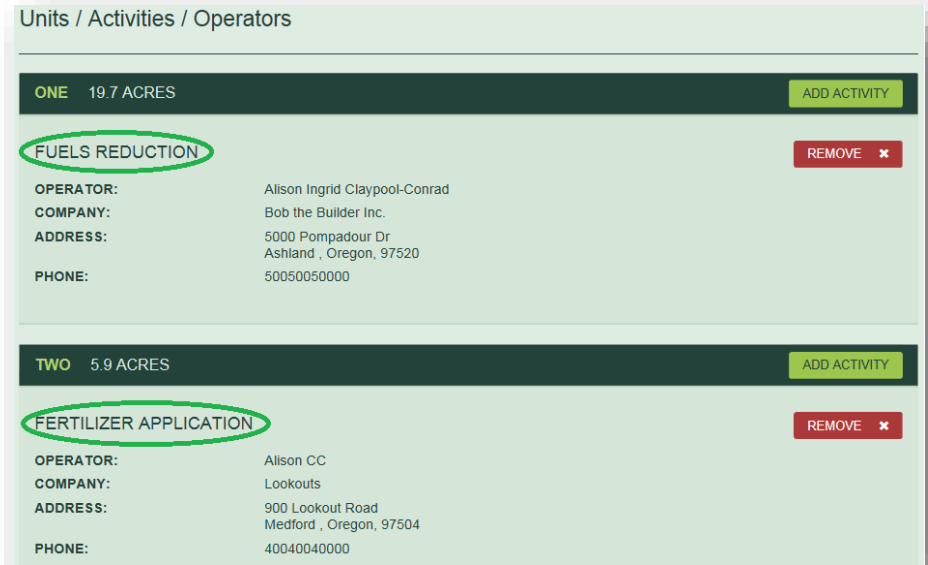 Units / Activities / Operators
ONE 19.7 ACRES ADD ACTIVITY
FUELS REDUCTION REMOVE ✖
OPERATOR: Alison Ingrid Claypool-Conrad
COMPANY: Bob the Builder Inc.
ADDRESS: 5000 Pompadour Dr
Ashland , Oregon, 97520
PHONE: 50050050000
TWO 5.9 ACRES ADD ACTIVITY
FERTILIZER APPLICATION REMOVE ✖
OPERATOR: Alison CC
COMPANY: Lookouts
ADDRESS: 900 Lookout Road
Medford , Oregon, 97504
PHONE: 40040040000